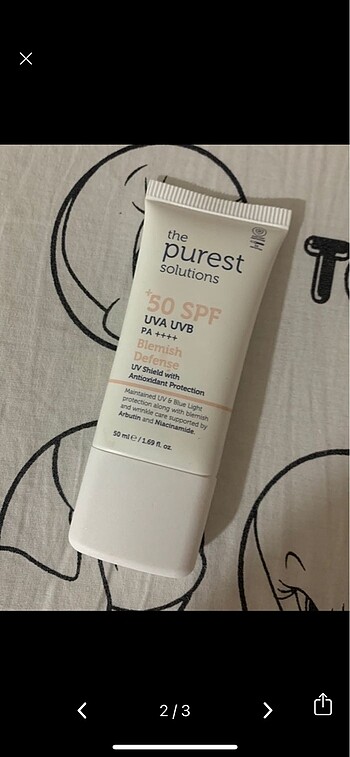 the
purest
solutions
+50 SPF
UVA UVB
PA ++++
Blemish
Defense
UV Shield with
Antioxidant Protection
Maintained UV & Blue Light
protection along with blemish
and wrinkle care supported by
Arbutin and Niacinamide.
50 ml ℮ / 1.69 fl. oz.
T
2 / 3